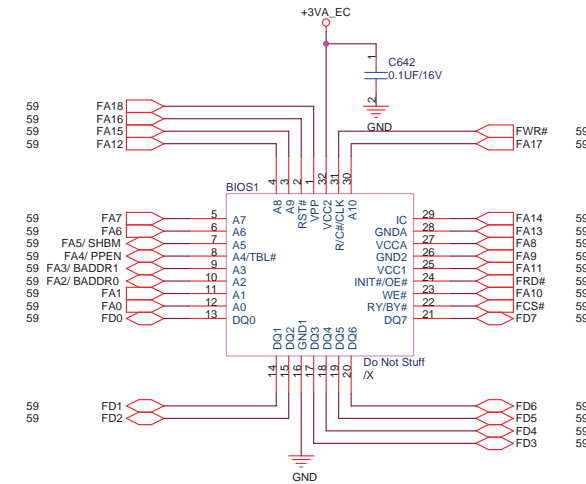 +3VA_EC
1
C642
0.1UF/16V
2
GND
59 FA18
59 FA16
59 FA15
59 FA12
FWR# 59
FA17 59
4 3 2 1 32 31 30
BIOS1
A8 A9 RST# VPP VCC2 R/C#/CLK A10
59 FA7 5 A7 IC 29 FA14 59
59 FA6 6 A6 GNDA 28 FA13 59
59 FA5/ SHBM 7 A5 VCCA 27 FA8 59
59 FA4/ PPEN 8 A4/TBL# GND2 26 FA9 59
59 FA3/ BADDR1 9 A3 VCC1 25 FA11 59
59 FA2/ BADDR0 10 A2 INIT#/OE# 24 FRD# 59
59 FA1 11 A1 WE# 23 FA10 59
59 FA0 12 A0 RY/BY# 22 FCS# 59
59 FD0 13 DQ0 DQ7 21 FD7 59
DQ1 DQ2 GND1 DQ3 DQ4 DQ5 DQ6
Do Not Stuff
/X
14 15 16 17 18 19 20
59 FD1 FD6 59
59 FD2 FD5 59
FD4 59
FD3 59
GND